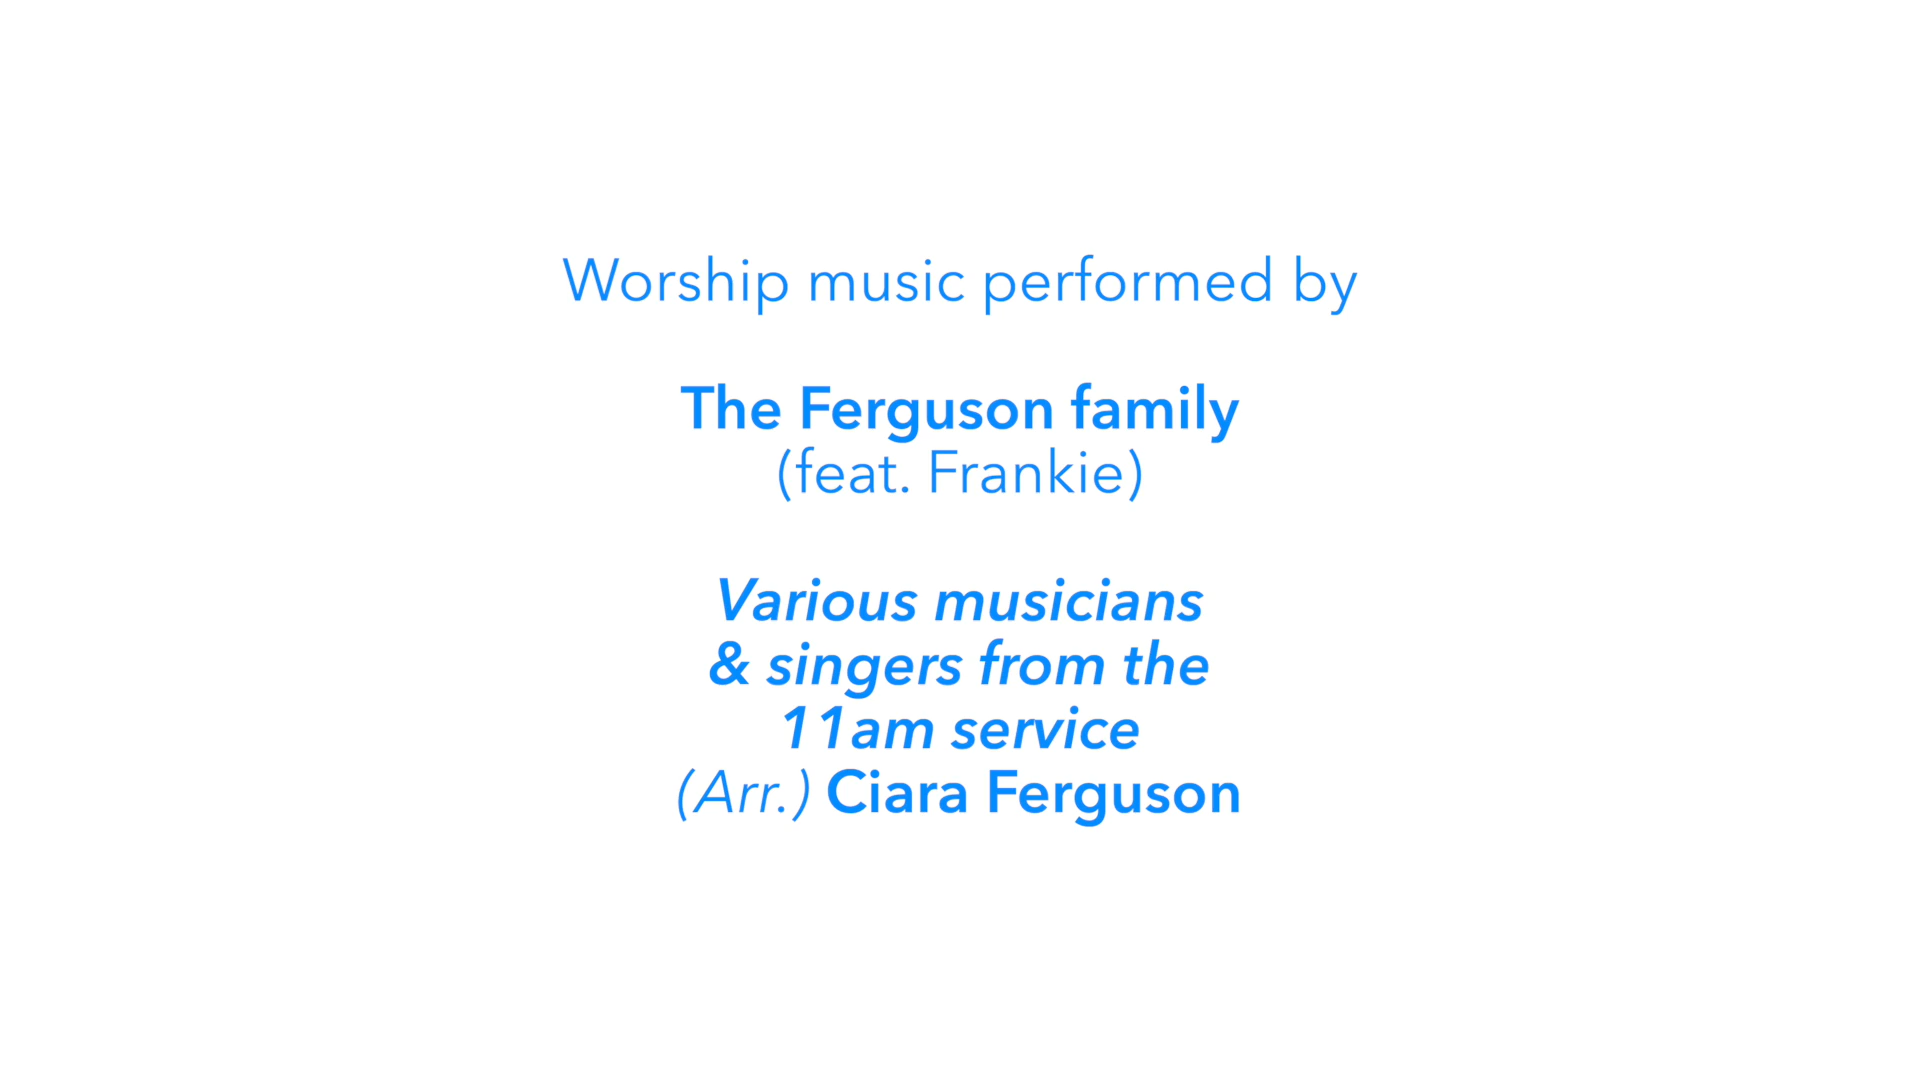 Worship music performed by
The Ferguson family
(feat. Frankie)
Various musicians
& singers from the
11am service
(Arr.) Ciara Ferguson